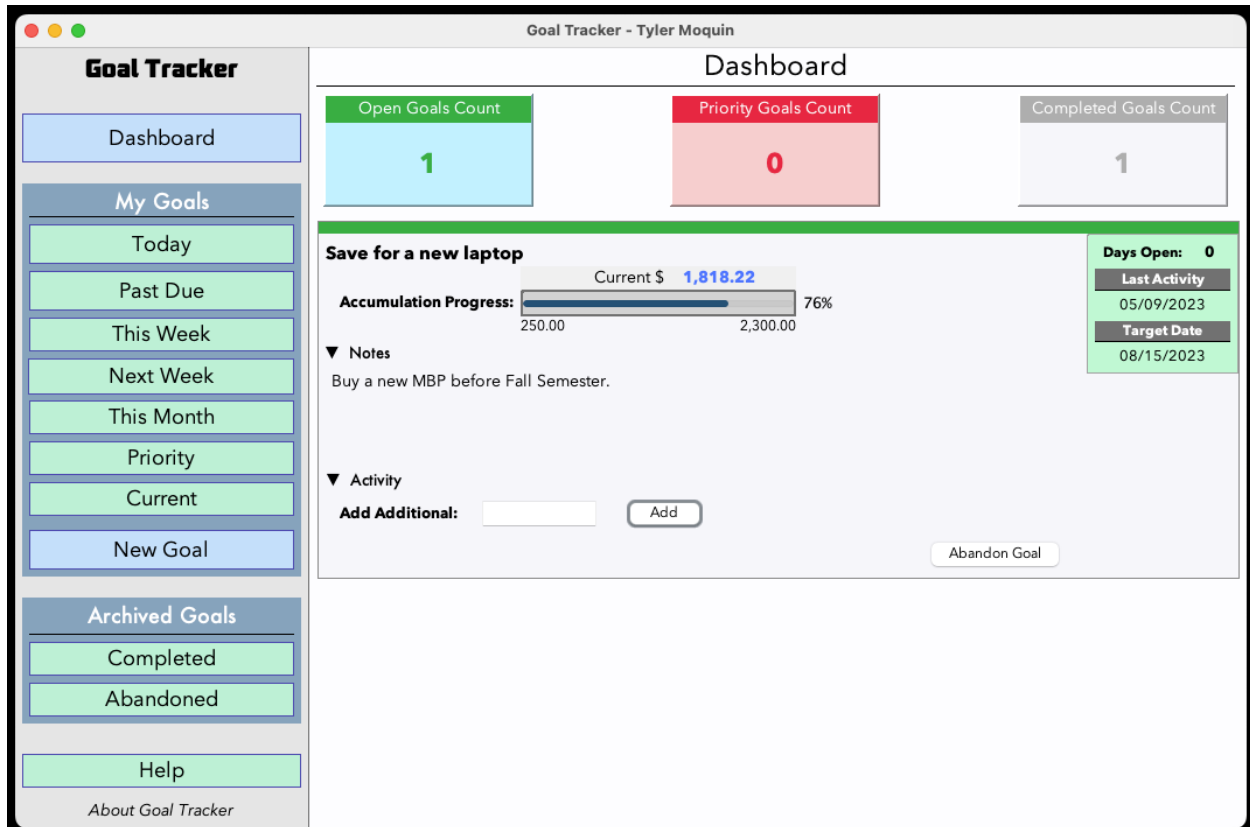 Goal Tracker - Tyler Moquin
Goal Tracker
Dashboard
My Goals
Today
Past Due
This Week
Next Week
This Month
Priority
Current
New Goal
Archived Goals
Completed
Abandoned
Help
About Goal Tracker
Dashboard
Open Goals Count
1
Priority Goals Count
0
Completed Goals Count
1
Save for a new laptop
Current $ 1,818.22
Accumulation Progress: 76%
250.00 2,300.00
▼ Notes
Buy a new MBP before Fall Semester.
▼ Activity
Add Additional: Add
Abandon Goal
Days Open: 0
Last Activity
05/09/2023
Target Date
08/15/2023